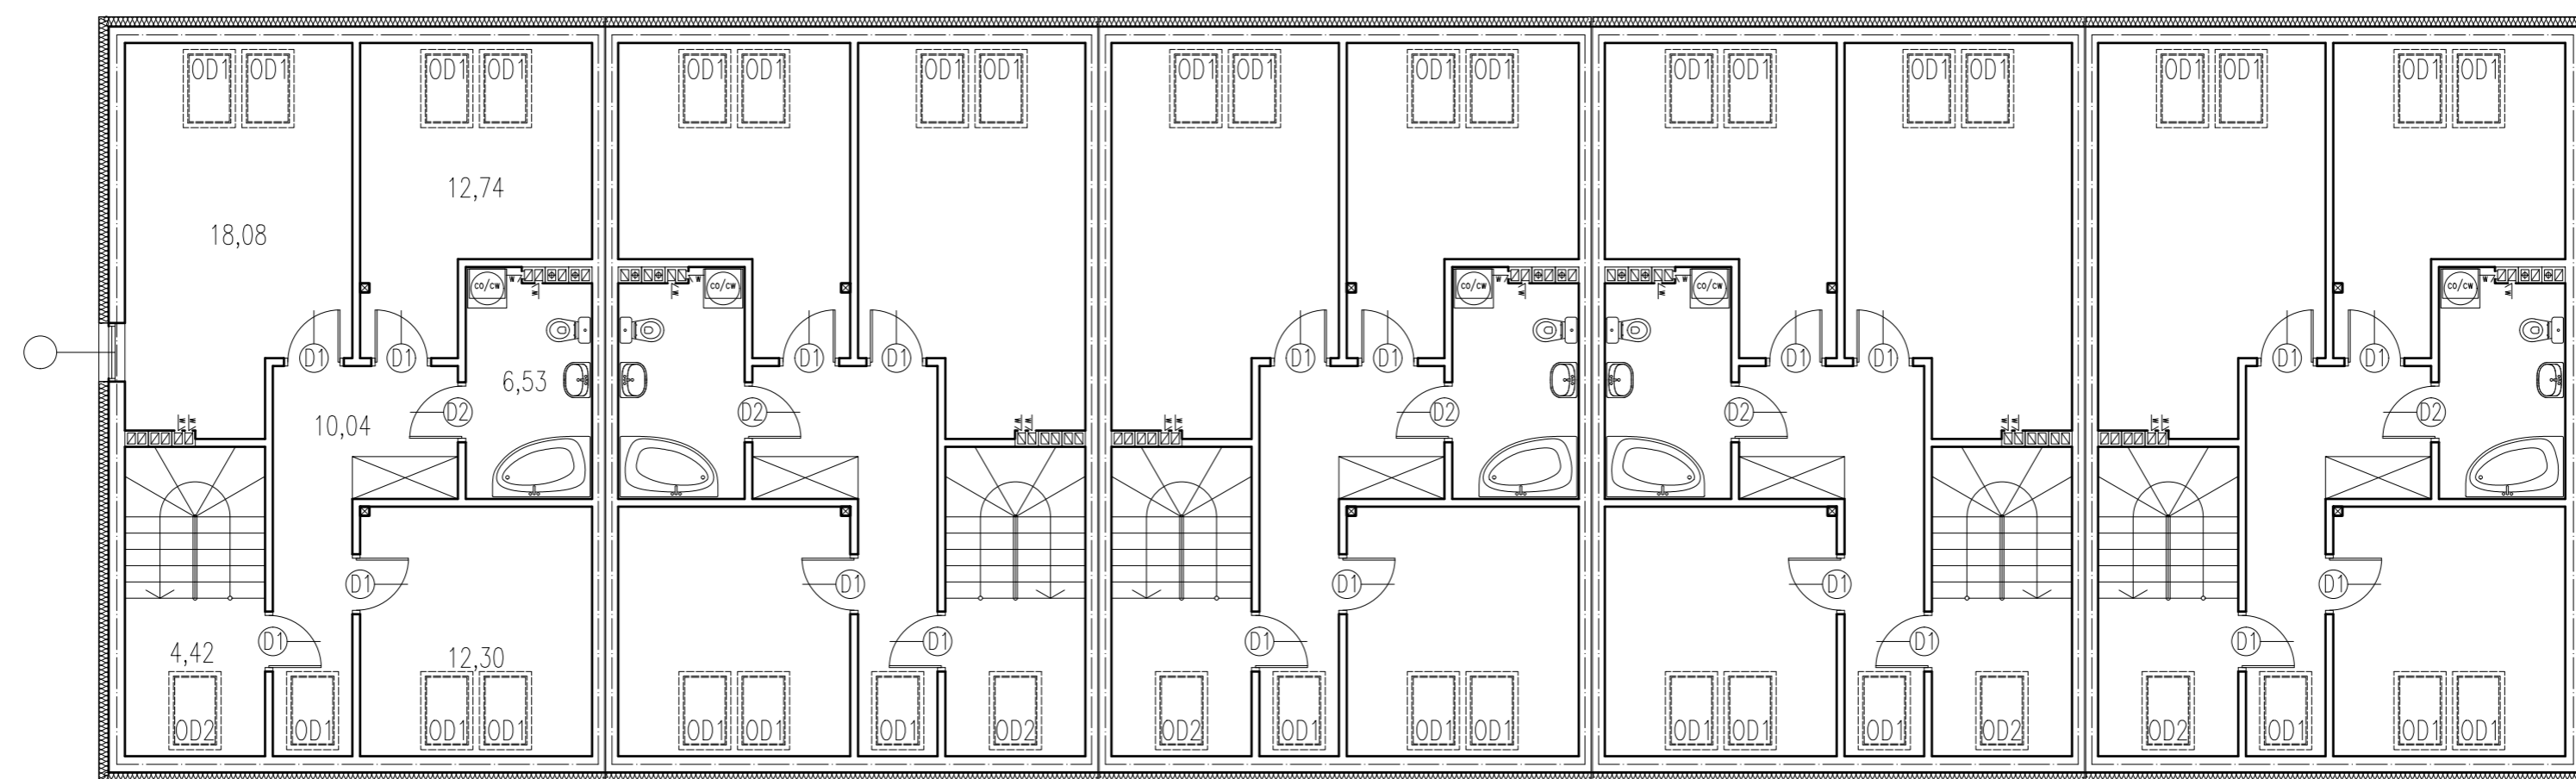 OD1 OD1 OD1 OD1 OD1 OD1 OD1 OD1 OD1 OD1 OD1 OD1 OD1 OD1 OD1 OD1 OD1 OD1 OD1 OD1
12,74
18,08
CO/CW CO/CW CO/CW CO/CW CO/CW
D1 D1 D1 D1 D1 D1 D1 D1 D1 D1
6,53
D2 D2 D2 D2 D2
10,04
D1 D1 D1 D1 D1
D1 D1 D1 D1 D1
4,42 12,30
OD2 OD1 OD1 OD1 OD1 OD1 OD1 OD2 OD2 OD1 OD1 OD1 OD1 OD1 OD1 OD2 OD2 OD1 OD1 OD1